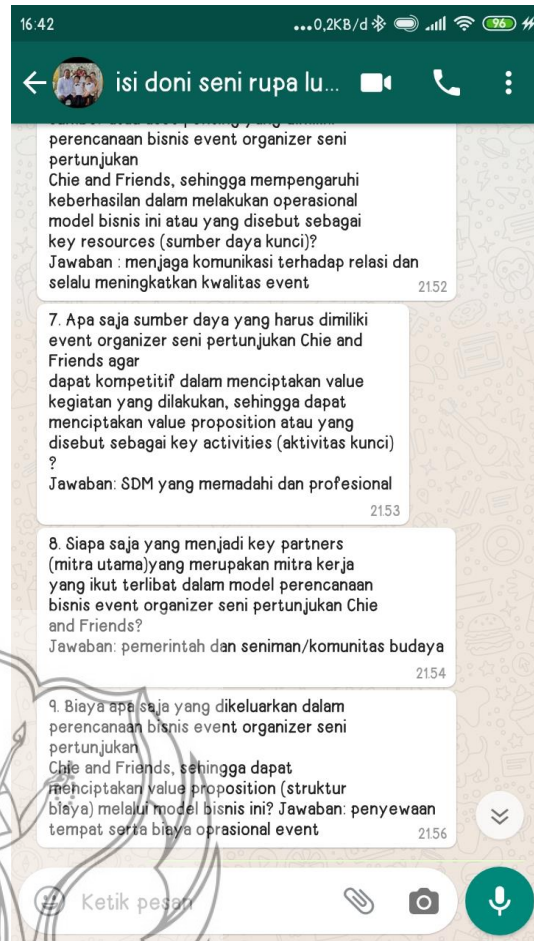 16:42
...0,2KB/d
96
isi doni seni rupa lu...
perencanaan bisnis event organizer seni
pertunjukan
Chie and Friends, sehingga mempengaruhi
keberhasilan dalam melakukan operasional
model bisnis ini atau yang disebut sebagai
key resources (sumber daya kunci)?
Jawaban : menjaga komunikasi terhadap relasi dan
selalu meningkatkan kwalitas event
21.52
7. Apa saja sumber daya yang harus dimiliki
event organizer seni pertunjukan Chie and
Friends agar
dapat kompetitif dalam menciptakan value
kegiatan yang dilakukan, sehingga dapat
menciptakan value proposition atau yang
disebut sebagai key activities (aktivitas kunci)
?
Jawaban: SDM yang memadahi dan profesional
21.53
8. Siapa saja yang menjadi key partners
(mitra utama)yang merupakan mitra kerja
yang ikut terlibat dalam model perencanaan
bisnis event organizer seni pertunjukan Chie
and Friends?
Jawaban: pemerintah dan seniman/komunitas budaya
21.54
9. Biaya apa saja yang dikeluarkan dalam
perencanaan bisnis event organizer seni
pertunjukan
Chie and Friends, sehingga dapat
menciptakan value proposition (struktur
biaya) melalui model bisnis ini? Jawaban: penyewaan
tempat serta biaya oprasional event
21.56
Ketik pesan